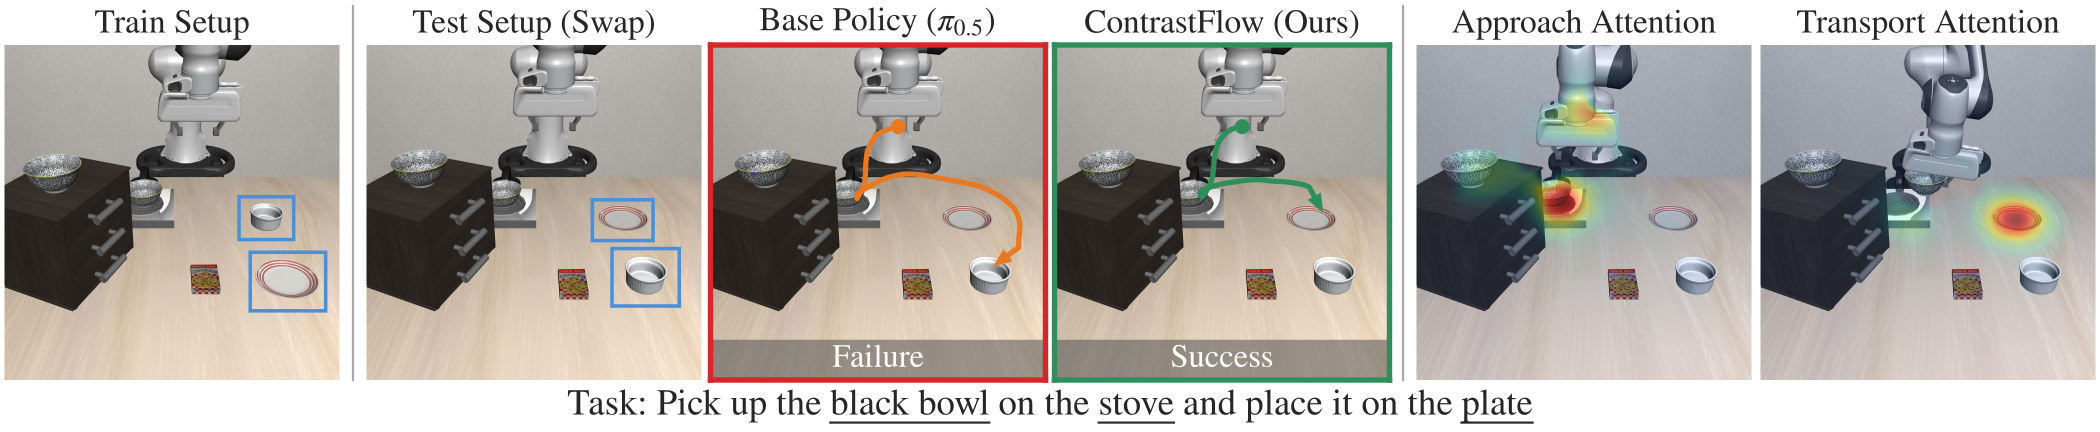 Train Setup
Test Setup (Swap)
Base Policy (π0.5)
ContrastFlow (Ours)
Approach Attention
Transport Attention
Failure
Success
Task: Pick up the black bowl on the stove and place it on the plate